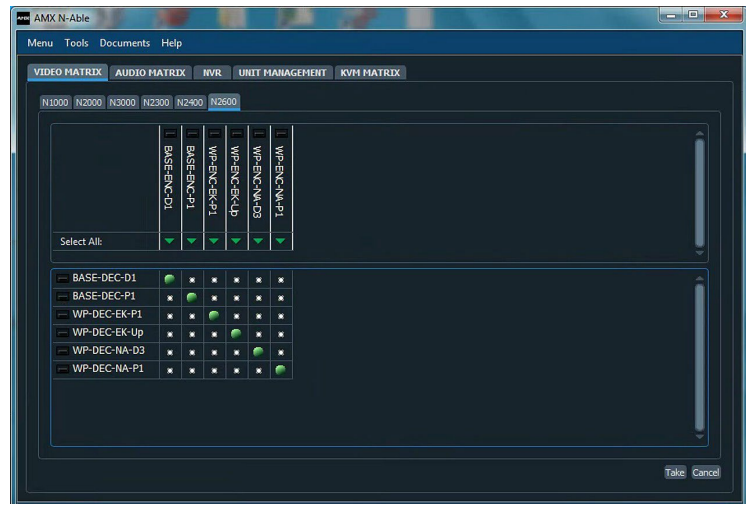 AMX AMX N-Able
Menu Tools Documents Help
VIDEO MATRIX AUDIO MATRIX NVR UNIT MANAGEMENT KVM MATRIX
N1000 N2000 N3000 N2300 N2400 N2600
BASE-ENC-D1
BASE-ENC-P1
WP-ENC-EK-P1
WP-ENC-EK-Up
WP-ENC-NA-D3
WP-ENC-NA-P1
Select All:
BASE-DEC-D1
BASE-DEC-P1
WP-DEC-EK-P1
WP-DEC-EK-Up
WP-DEC-NA-D3
WP-DEC-NA-P1
Take Cancel